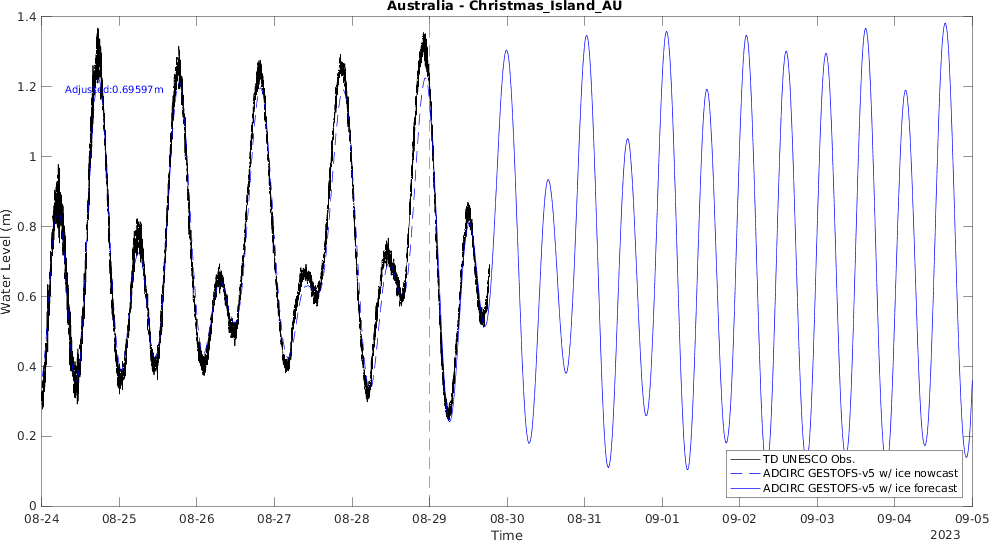 Australia - Christmas_Island_AU
Water Level (m)
1.4
1.2
1
0.8
0.6
0.4
0.2
0
Adjusted:0.69597m
TD UNESCO Obs.
ADCIRC GESTOFS-v5 w/ ice nowcast
ADCIRC GESTOFS-v5 w/ ice forecast
08-24 08-25 08-26 08-27 08-28 08-29 08-30 08-31 09-01 09-02 09-03 09-04 09-05
Time
2023